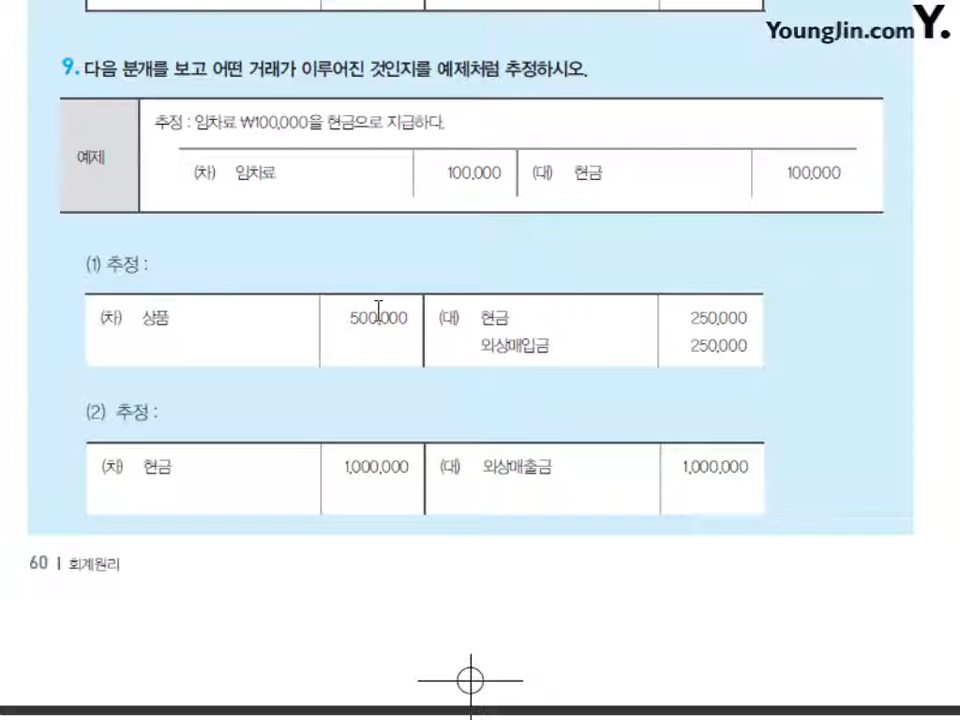 YoungJin.com Y.
9. 다음 분개를 보고 어떤 거래가 이루어진 것인지를 예제처럼 추정하시오.
예제
추정 : 임차료 ₩100,000을 현금으로 지급하다.
(차) 임차료 100,000 (대) 현금 100,000
(1) 추정 :
(차) 상품 500,000 (대) 현금 250,000
외상매입금 250,000
(2) 추정 :
(차) 현금 1,000,000 (대) 외상매출금 1,000,000
60 | 회계원리